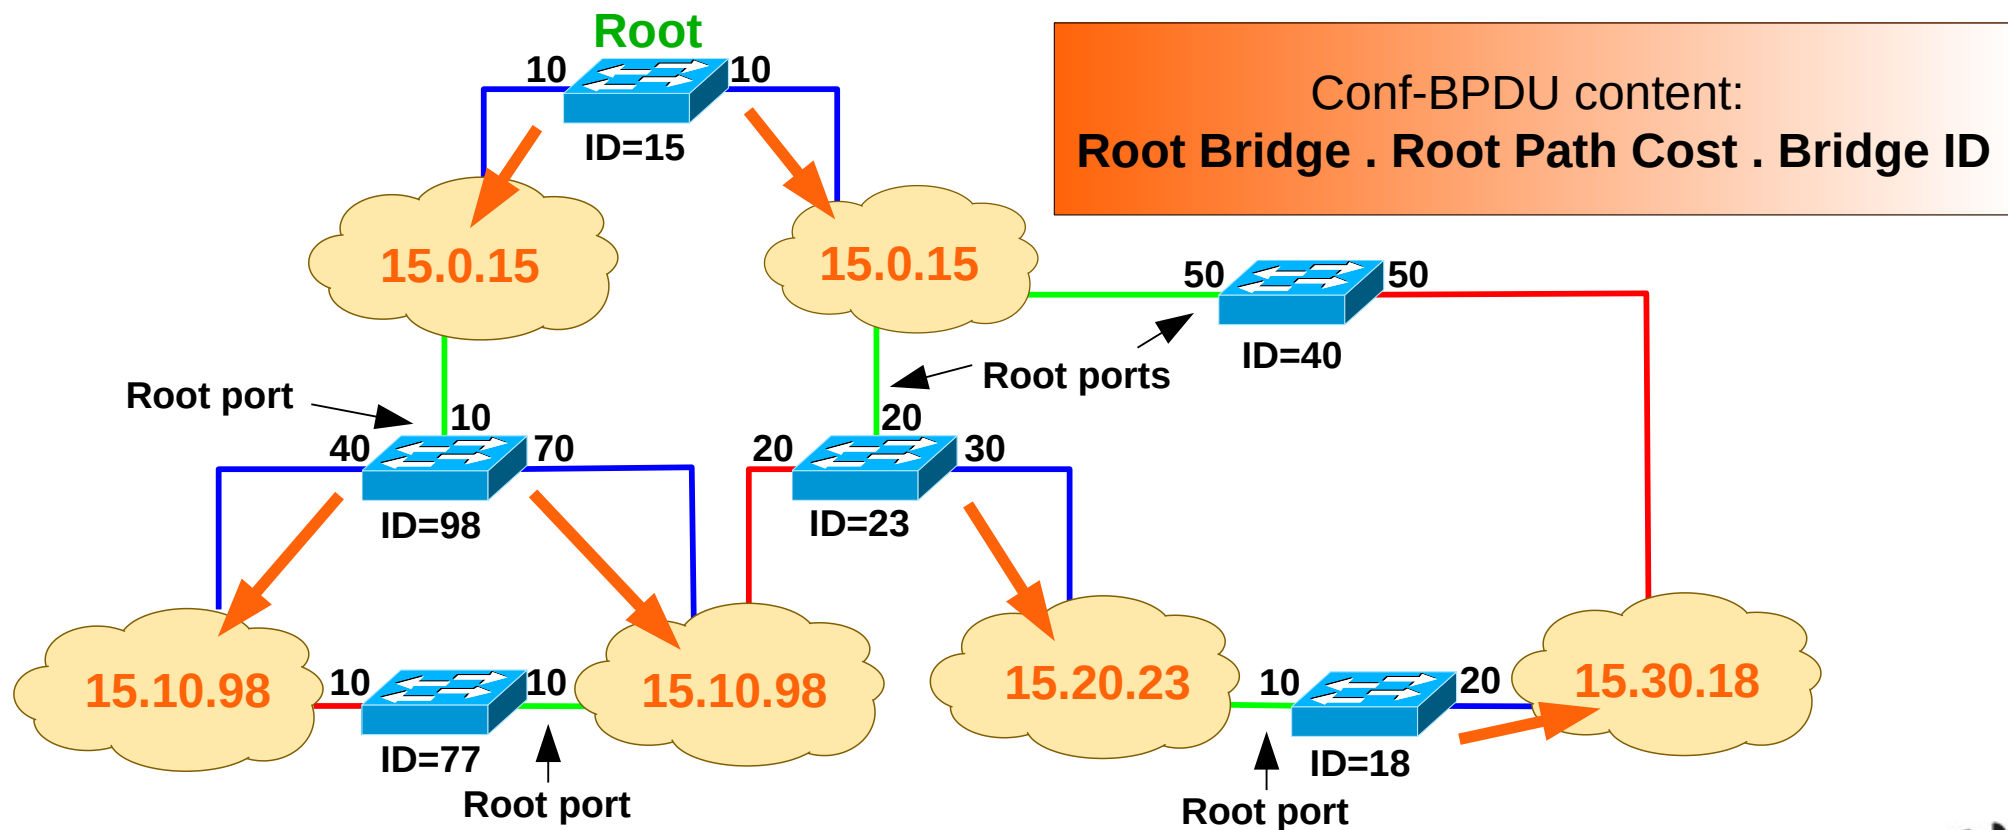 Root
10
10
ID=15
Conf-BPDU content:
Root Bridge . Root Path Cost . Bridge ID
15.0.15
15.0.15
50
50
ID=40
Root port
Root ports
10
40
70
ID=98
20
20
30
ID=23
15.10.98
10
10
ID=77
Root port
15.10.98
15.20.23
10
20
ID=18
Root port
15.30.18